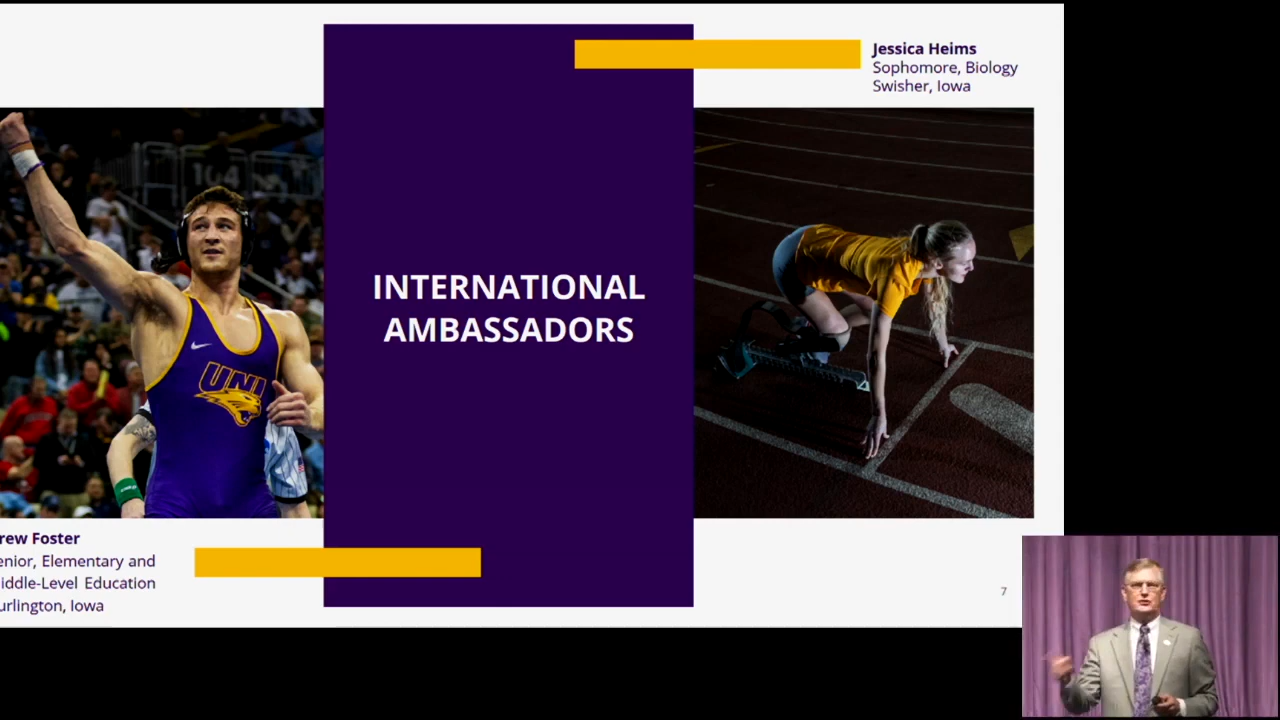 Jessica Heims
Sophomore, Biology
Swisher, Iowa
104
INTERNATIONAL
AMBASSADORS
UNI
rew Foster
enior, Elementary and
iddle-Level Education
urlington, Iowa
7